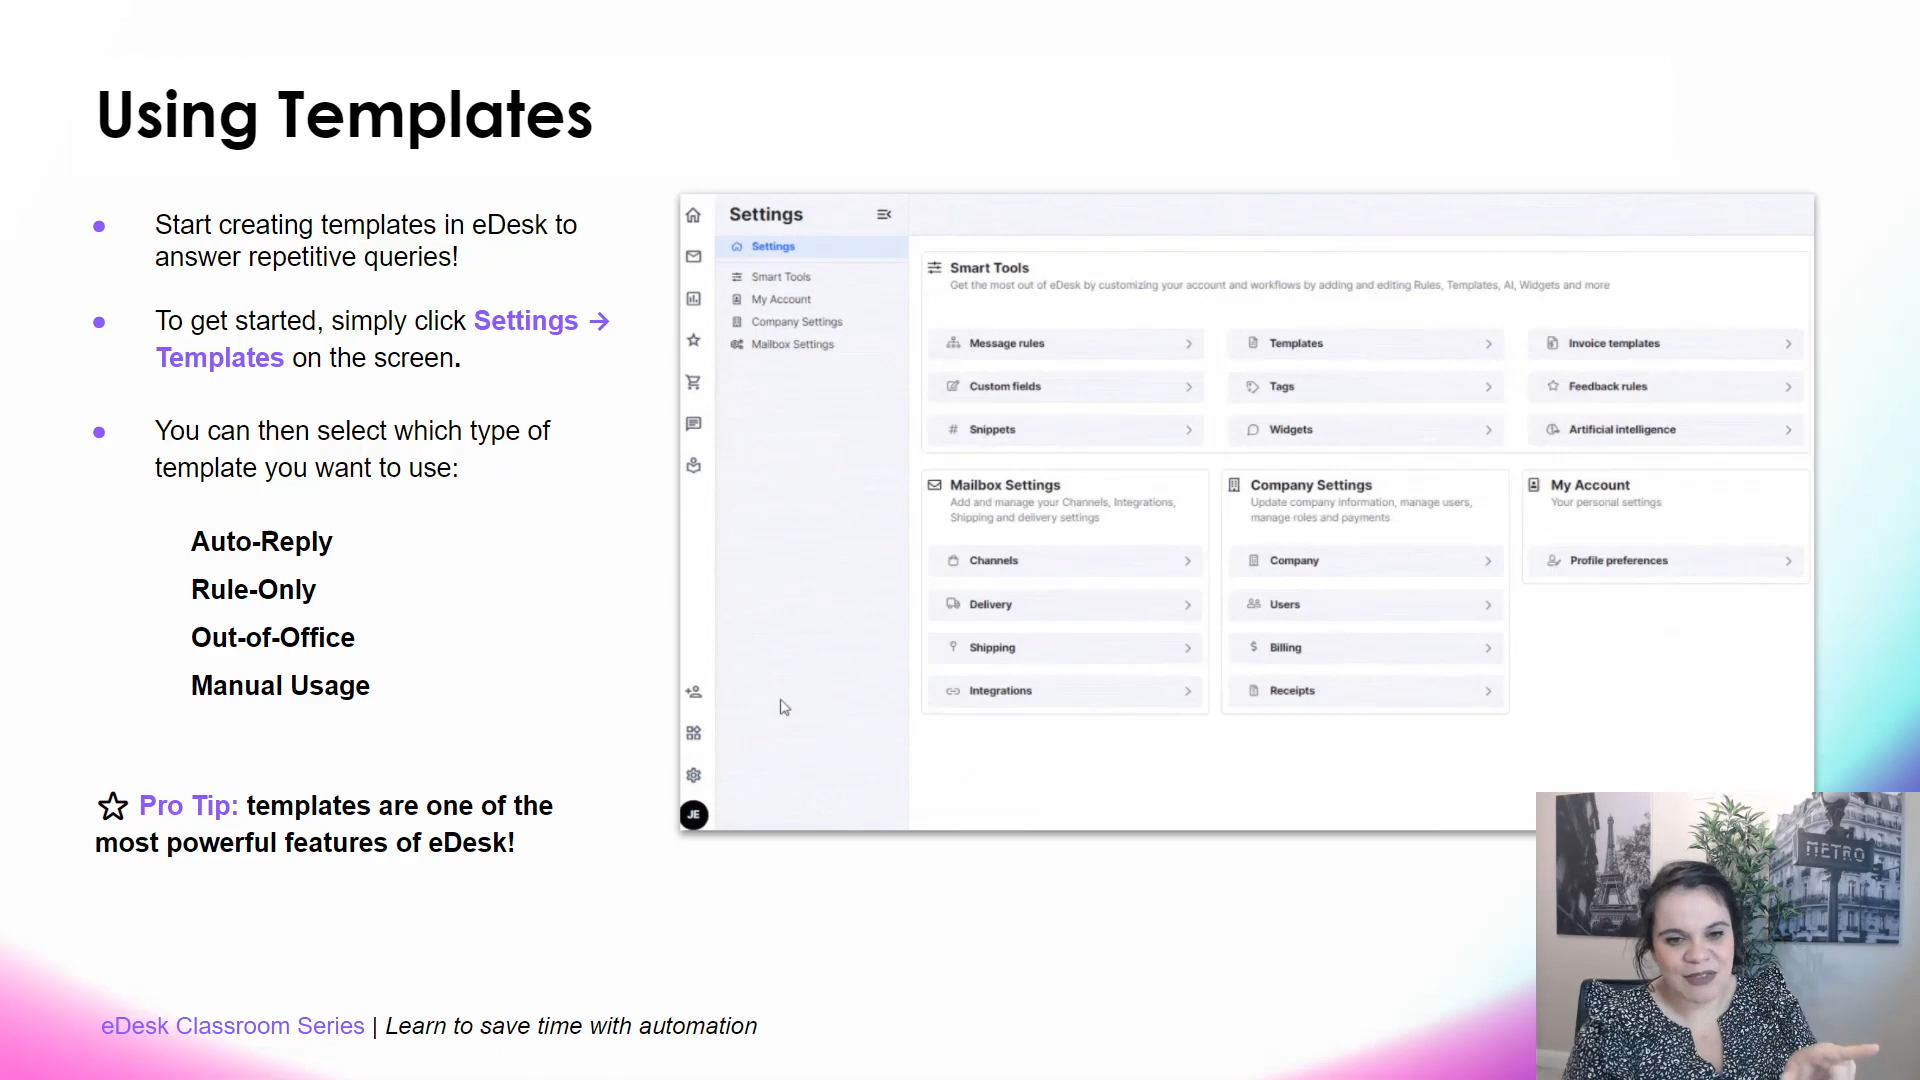 Using Templates
Start creating templates in eDesk to
answer repetitive queries!
To get started, simply click Settings →
Templates on the screen.
You can then select which type of
template you want to use:
Auto-Reply
Rule-Only
Out-of-Office
Manual Usage
Pro Tip: templates are one of the
most powerful features of eDesk!
eDesk Classroom Series | Learn to save time with automation
Settings
Settings
Smart Tools
My Account
Company Settings
Mailbox Settings
JE
Smart Tools
Get the most out of eDesk by customizing your account and workflows by adding and editing Rules, Templates, AI, Widgets and more
Message rules
Templates
Invoice templates
Custom fields
Tags
Feedback rules
Snippets
Widgets
Artificial intelligence
Mailbox Settings
Add and manage your Channels, Integrations,
Shipping and delivery settings
Channels
Delivery
Shipping
Integrations
Company Settings
Update company information, manage users,
manage roles and payments
Company
Users
Billing
Receipts
My Account
Your personal settings
Profile preferences
METRO